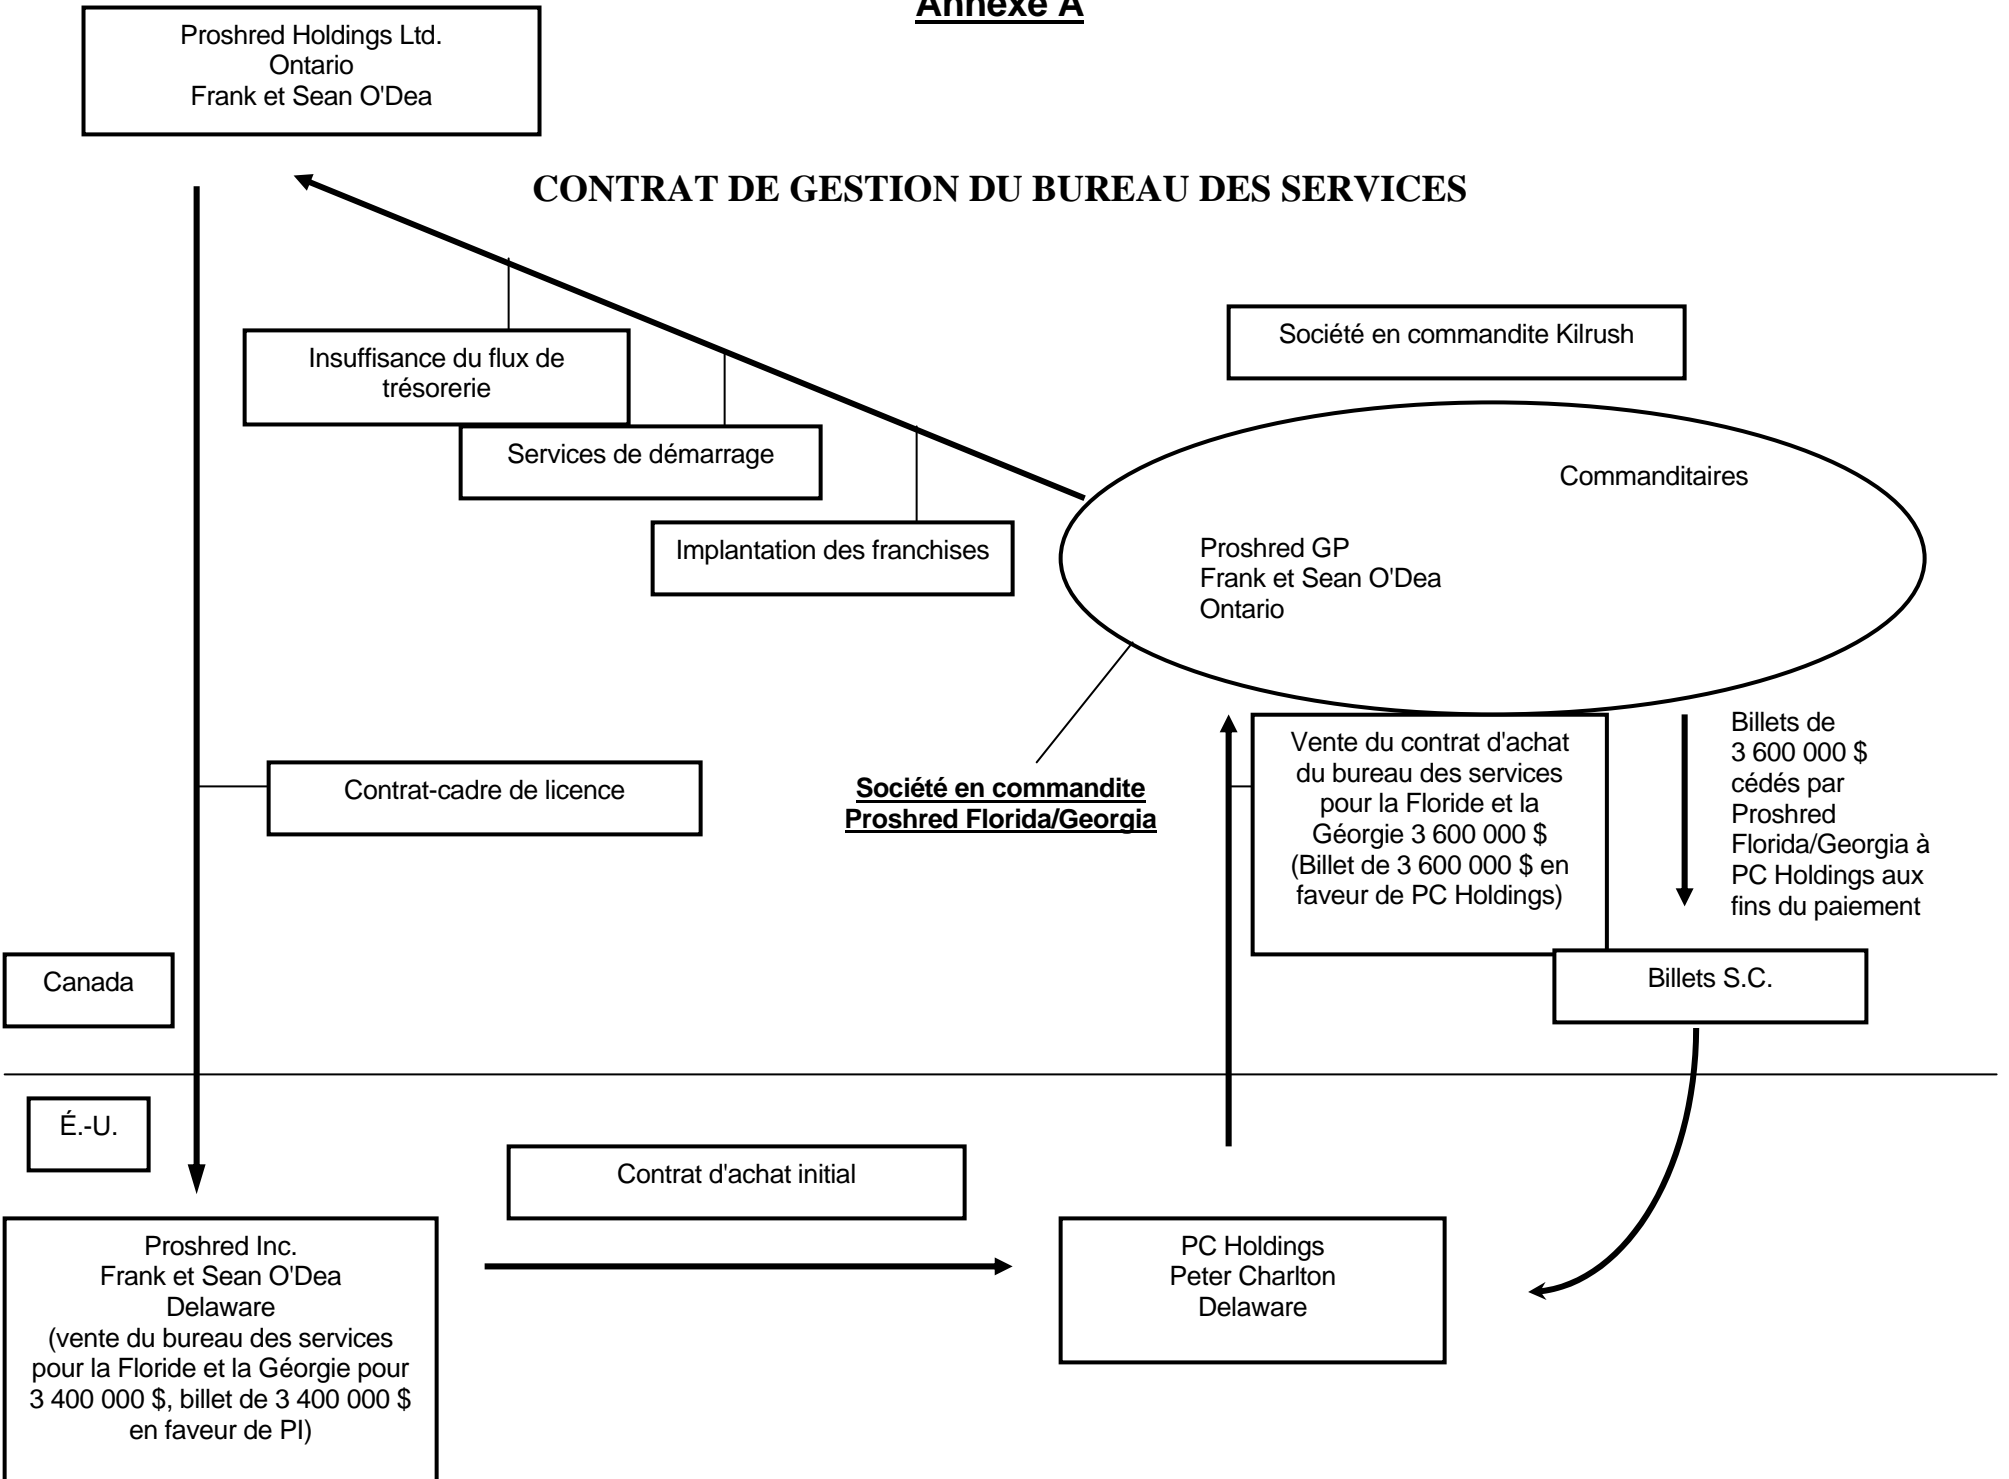 Annexe A
Proshred Holdings Ltd.
Ontario
Frank et Sean O'Dea
CONTRAT DE GESTION DU BUREAU DES SERVICES
Insuffisance du flux de
trésorerie
Services de démarrage
Implantation des franchises
Société en commandite Kilrush
Commanditaires
Proshred GP
Frank et Sean O'Dea
Ontario
Contrat-cadre de licence
Société en commandite
Proshred Florida/Georgia
Vente du contrat d'achat
du bureau des services
pour la Floride et la
Géorgie 3 600 000 $
(Billet de 3 600 000 $ en
faveur de PC Holdings)
Billets de
3 600 000 $
cédés par
Proshred
Florida/Georgia à
PC Holdings aux
fins du paiement
Canada
Billets S.C.
É.-U.
Contrat d'achat initial
Proshred Inc.
Frank et Sean O'Dea
Delaware
(vente du bureau des services
pour la Floride et la Géorgie pour
3 400 000 $, billet de 3 400 000 $
en faveur de PI)
PC Holdings
Peter Charlton
Delaware